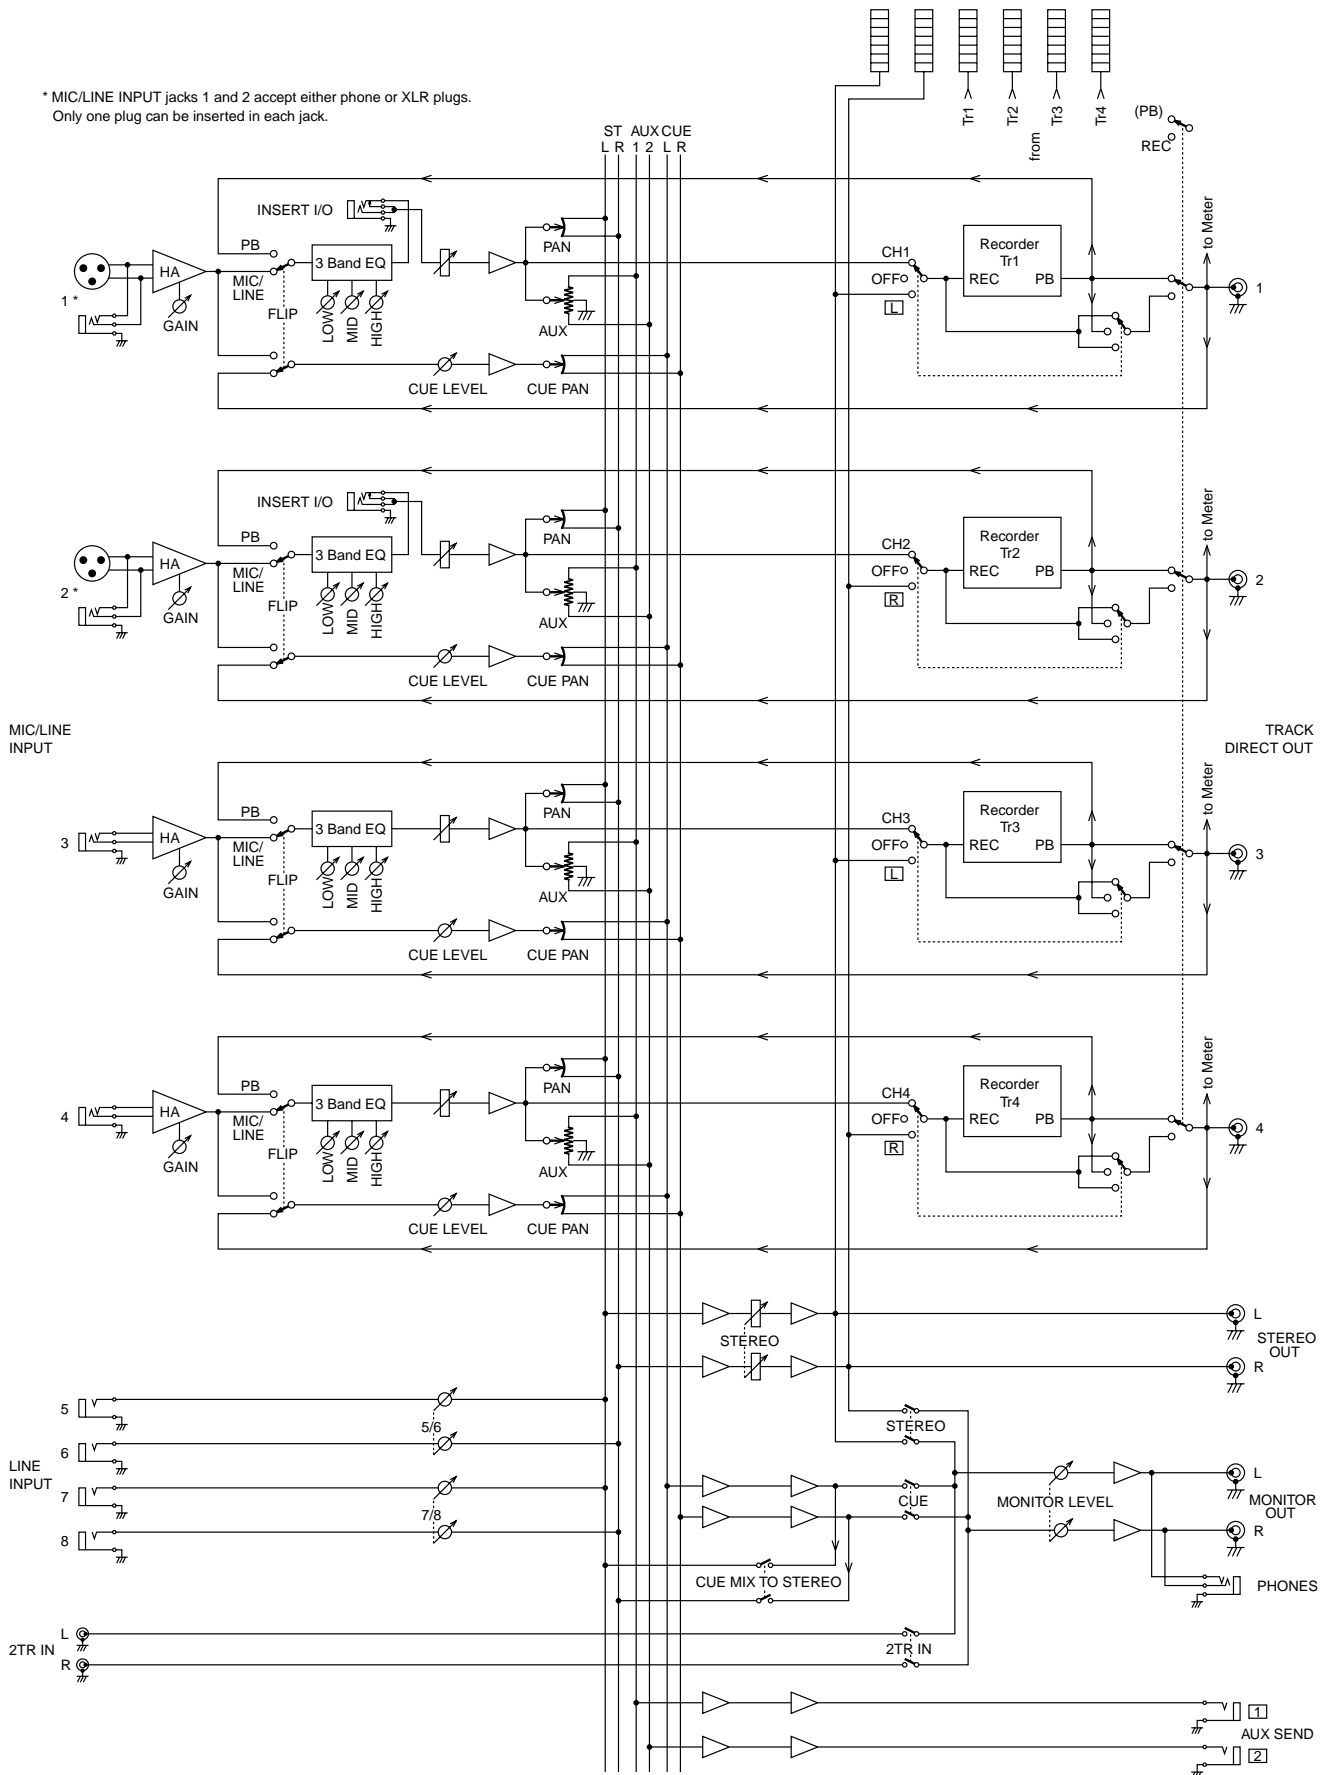 * MIC/LINE INPUT jacks 1 and 2 accept either phone or XLR plugs.
Only one plug can be inserted in each jack.
ST AUX CUE
L R 1 2 L R
Tr1
Tr2
Tr3
Tr4
from
(PB)
REC
INSERT I/O
PB
HA
MIC/
LINE
3 Band EQ
PAN
CH1
OFF
L
Recorder
Tr1
REC PB
to Meter
1
1 *
GAIN
FLIP
LOW
MID
HIGH
AUX
CUE LEVEL
CUE PAN
INSERT I/O
PB
HA
MIC/
LINE
3 Band EQ
PAN
CH2
OFF
R
Recorder
Tr2
REC PB
to Meter
2
2 *
GAIN
FLIP
LOW
MID
HIGH
AUX
CUE LEVEL
CUE PAN
MIC/LINE
INPUT
TRACK
DIRECT OUT
PB
3
HA
MIC/
LINE
3 Band EQ
PAN
CH3
OFF
L
Recorder
Tr3
REC PB
to Meter
3
GAIN
FLIP
LOW
MID
HIGH
AUX
CUE LEVEL
CUE PAN
PB
4
HA
MIC/
LINE
3 Band EQ
PAN
CH4
OFF
R
Recorder
Tr4
REC PB
to Meter
4
GAIN
FLIP
LOW
MID
HIGH
AUX
CUE LEVEL
CUE PAN
STEREO
L
STEREO
OUT
R
5
5/6
6
LINE
INPUT
7
7/8
8
STEREO
CUE
MONITOR LEVEL
L
MONITOR
OUT
R
CUE MIX TO STEREO
PHONES
2TR IN
L
R
2TR IN
1
AUX SEND
2